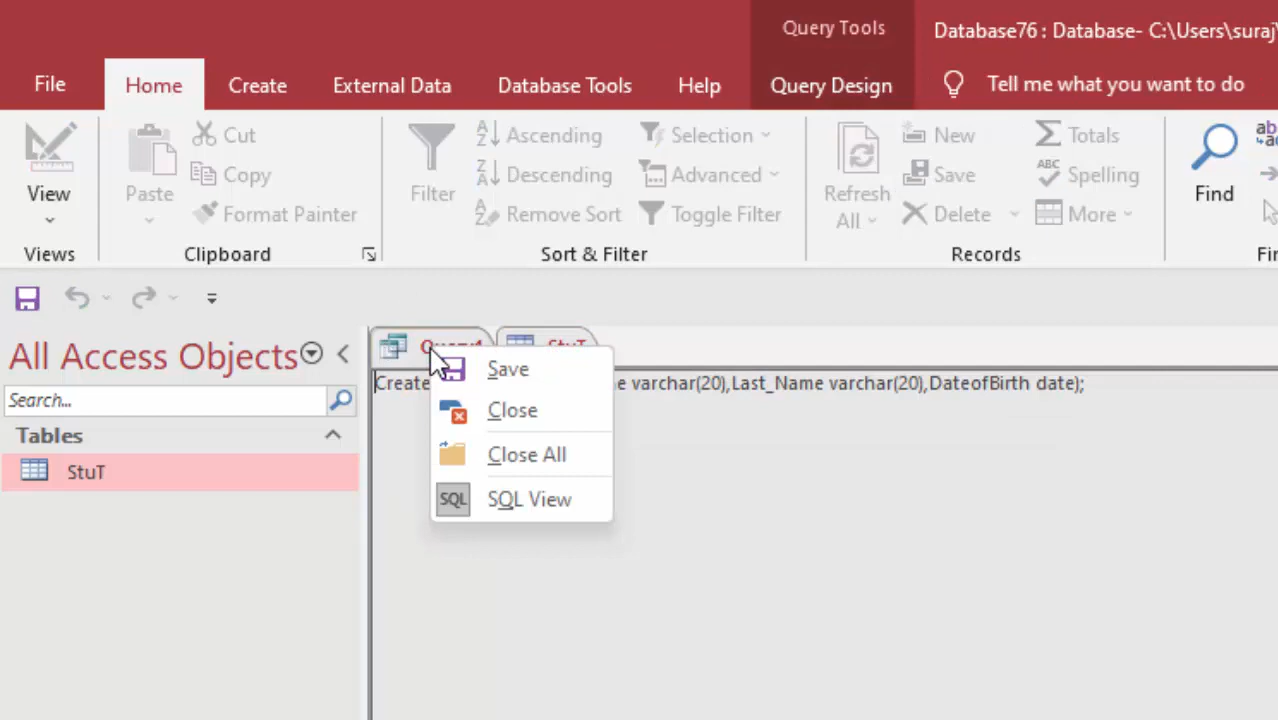 Query Tools
Database76 : Database- C:\Users\suraj\
File Home Create External Data Database Tools Help Query Design Tell me what you want to do
View
Views
Paste
Cut
Copy
Format Painter
Clipboard
Filter
Ascending
Descending
Remove Sort
Selection
Advanced
Toggle Filter
Sort & Filter
Refresh
All
New
Save
Delete
Totals
Spelling
More
Records
Find
All Access Objects
Search...
Tables
StuT
StuT
Create
e varchar(20),Last_Name varchar(20),DateofBirth date);
Save
Close
Close All
SQL SQL View